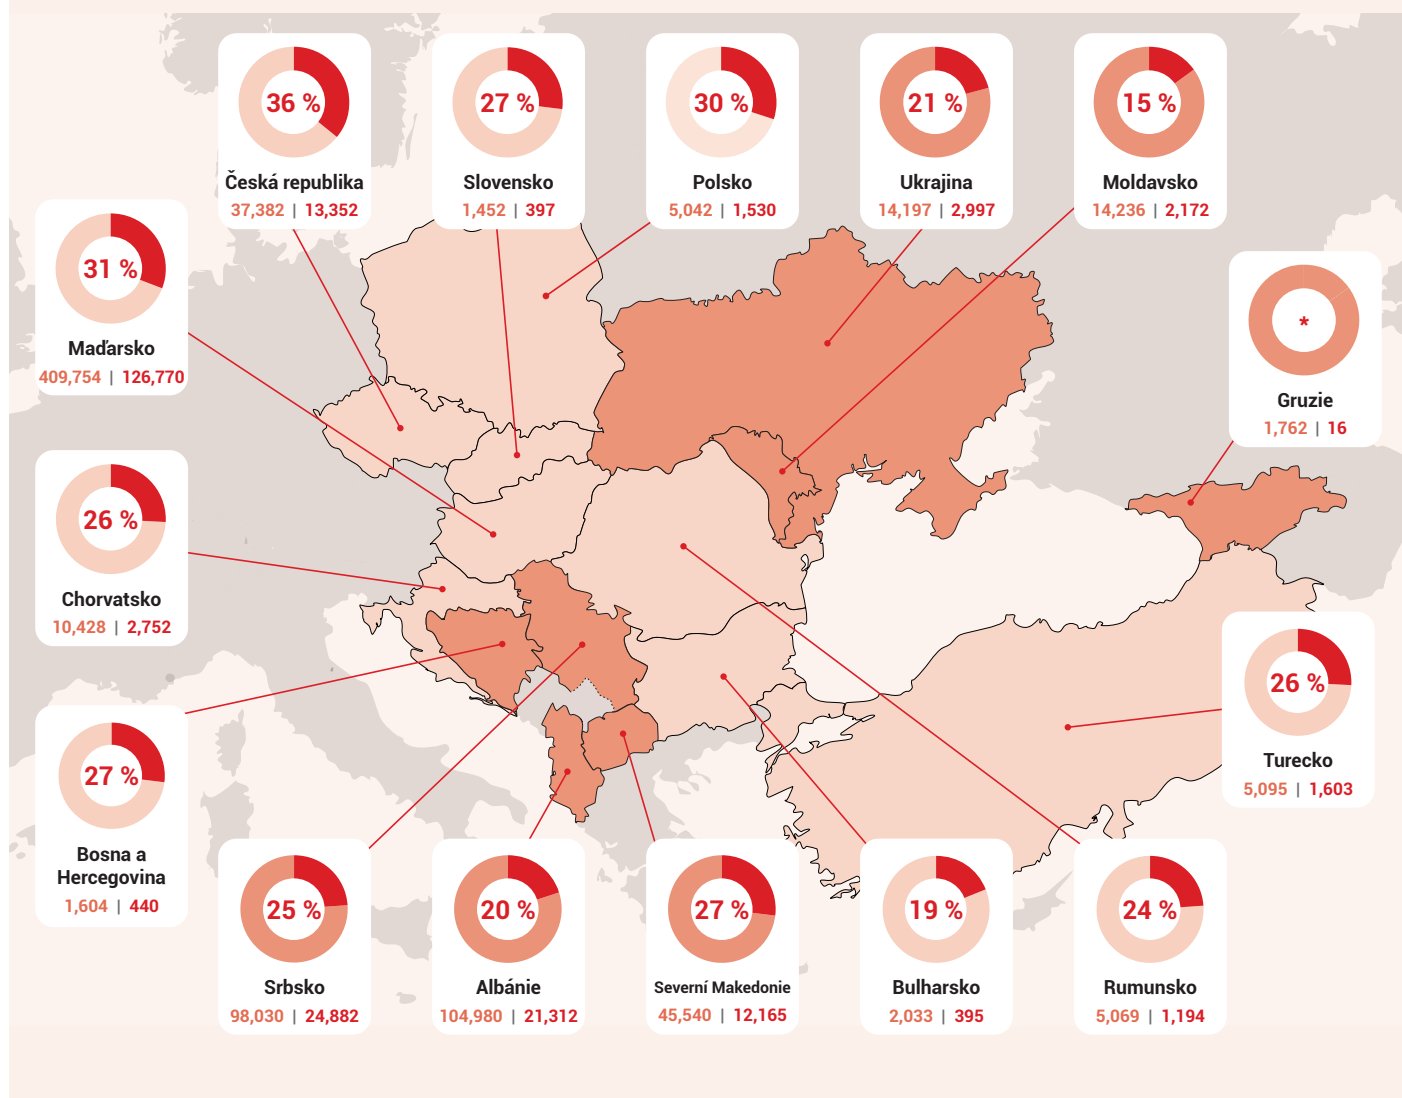 36 %
Česká republika
37,382 | 13,352
27 %
Slovensko
1,452 | 397
30 %
Polsko
5,042 | 1,530
21 %
Ukrajina
14,197 | 2,997
15 %
Moldavsko
14,236 | 2,172
31 %
Maďarsko
409,754 | 126,770
*
Gruzie
1,762 | 16
26 %
Chorvatsko
10,428 | 2,752
26 %
Turecko
5,095 | 1,603
27 %
Bosna a
Hercegovina
1,604 | 440
25 %
Srbsko
98,030 | 24,882
20 %
Albánie
104,980 | 21,312
27 %
Severní Makedonie
45,540 | 12,165
19 %
Bulharsko
2,033 | 395
24 %
Rumunsko
5,069 | 1,194